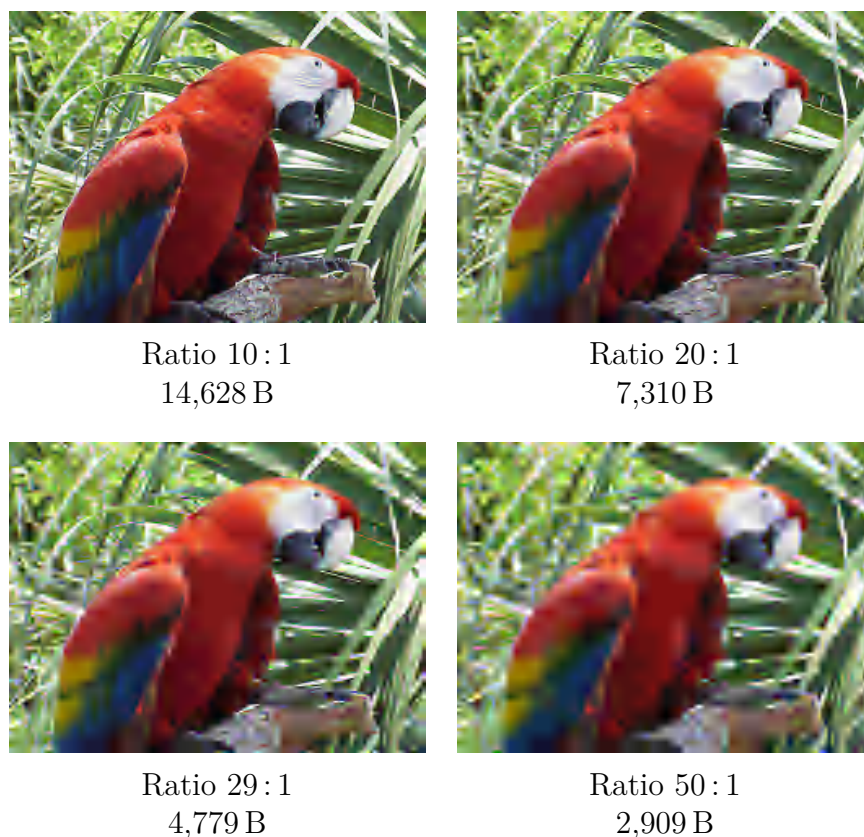 Ratio 10 : 1
14,628 B
Ratio 20 : 1
7,310 B
Ratio 29 : 1
4,779 B
Ratio 50 : 1
2,909 B